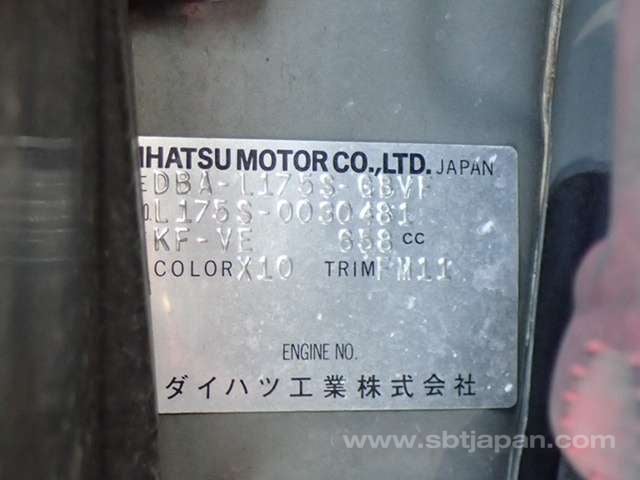 IHATSU MOTOR CO.,LTD. JAPAN
E DBA-L175S-GBVF
L175S-0030481
KF-VE 658 CC
COLOR X10 TRIM FM11
ENGINE NO.
ダイハツ工業株式会社
www.sbtjapan.com